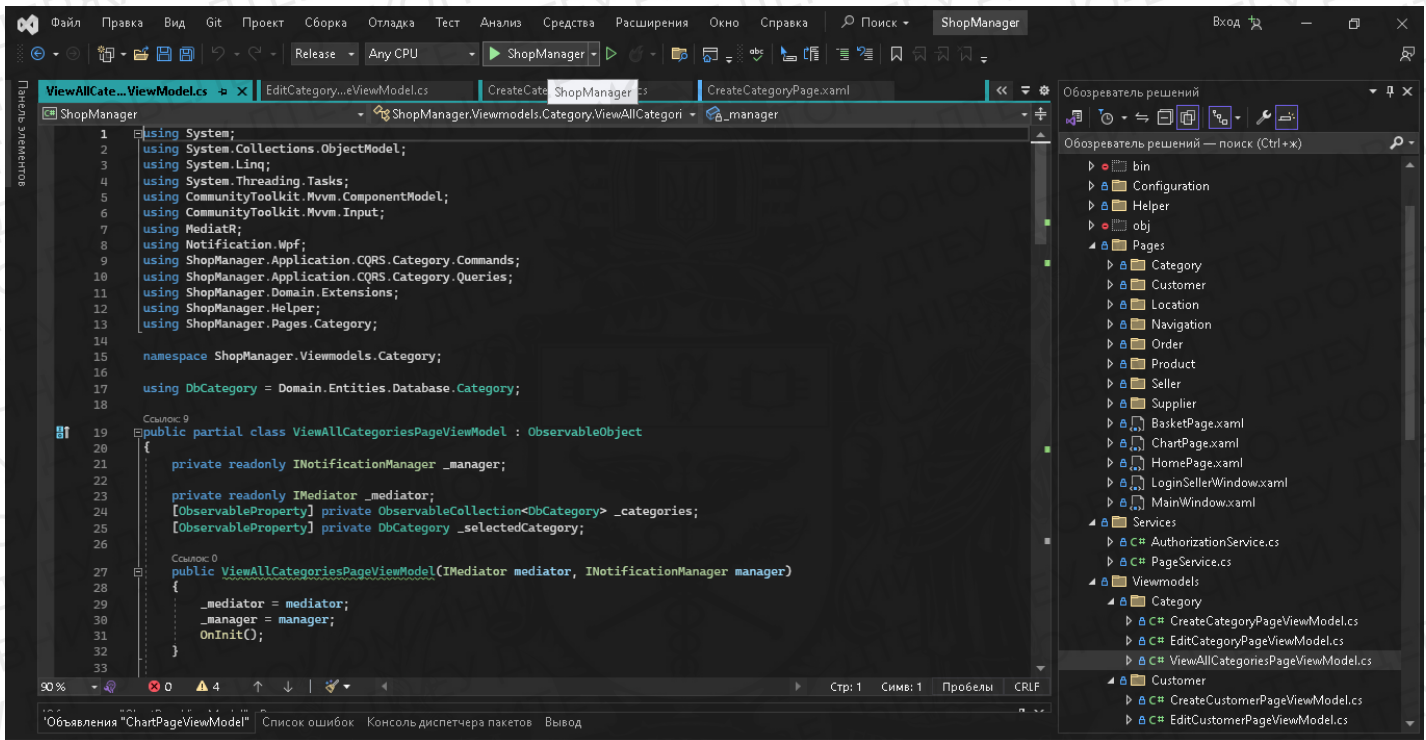 Файл Правка Вид Git Проект Сборка Отладка Тест Анализ Средства Расширения Окно Справка Поиск ShopManager Вход
Release Any CPU ShopManager
Панель элементов
ViewAllCate...ViewModel.cs EditCategory...eViewModel.cs CreateCate cs CreateCategoryPage.xaml
ShopManager
ShopManager ShopManager.Viewmodels.Category.ViewAllCategori _manager
1 using System;
2 using System.Collections.ObjectModel;
3 using System.Linq;
4 using System.Threading.Tasks;
5 using CommunityToolkit.Mvvm.ComponentModel;
6 using CommunityToolkit.Mvvm.Input;
7 using MediatR;
8 using Notification.Wpf;
9 using ShopManager.Application.CQRS.Category.Commands;
10 using ShopManager.Application.CQRS.Category.Queries;
11 using ShopManager.Domain.Extensions;
12 using ShopManager.Helper;
13 using ShopManager.Pages.Category;
14
15 namespace ShopManager.Viewmodels.Category;
16
17 using DbCategory = Domain.Entities.Database.Category;
18
Ссылок: 9
19 public partial class ViewAllCategoriesPageViewModel : ObservableObject
20 {
21 private readonly INotificationManager _manager;
22
23 private readonly IMediator _mediator;
24 [ObservableProperty] private ObservableCollection<DbCategory> _categories;
25 [ObservableProperty] private DbCategory _selectedCategory;
26
Ссылок: 0
27 public ViewAllCategoriesPageViewModel(IMediator mediator, INotificationManager manager)
28 {
29 _mediator = mediator;
30 _manager = manager;
31 OnInit();
32 }
33
90 % 0 4 Стр: 1 Симв: 1 Пробелы CRLF
"Объявления "ChartPageViewModel" Список ошибок Консоль диспетчера пакетов Вывод
Обозреватель решений
Обозреватель решений — поиск (Ctrl+ж)
bin
Configuration
Helper
obj
Pages
Category
Customer
Location
Navigation
Order
Product
Seller
Supplier
BasketPage.xaml
ChartPage.xaml
HomePage.xaml
LoginSellerWindow.xaml
MainWindow.xaml
Services
C# AuthorizationService.cs
C# PageService.cs
Viewmodels
Category
C# CreateCategoryPageViewModel.cs
C# EditCategoryPageViewModel.cs
C# ViewAllCategoriesPageViewModel.cs
Customer
C# CreateCustomerPageViewModel.cs
C# EditCustomerPageViewModel.cs